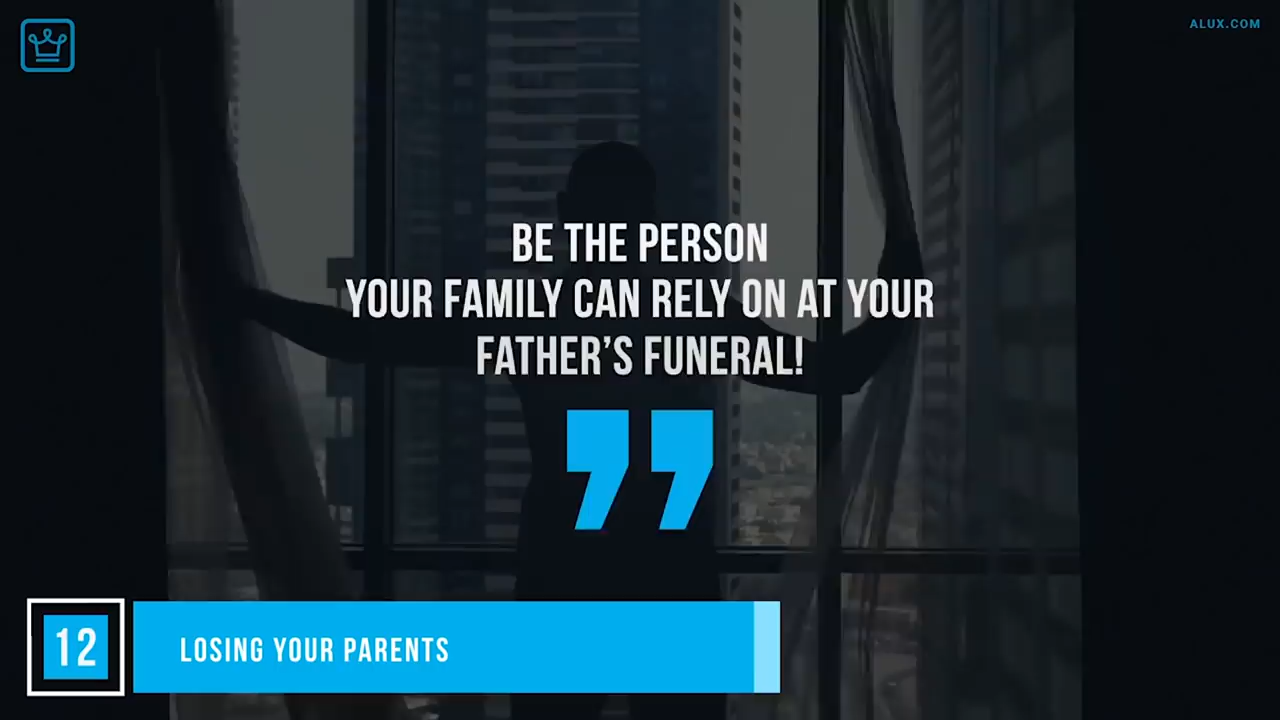 ALUX.COM
BE THE PERSON
YOUR FAMILY CAN RELY ON AT YOUR
FATHER’S FUNERAL!
”
12
LOSING YOUR PARENTS